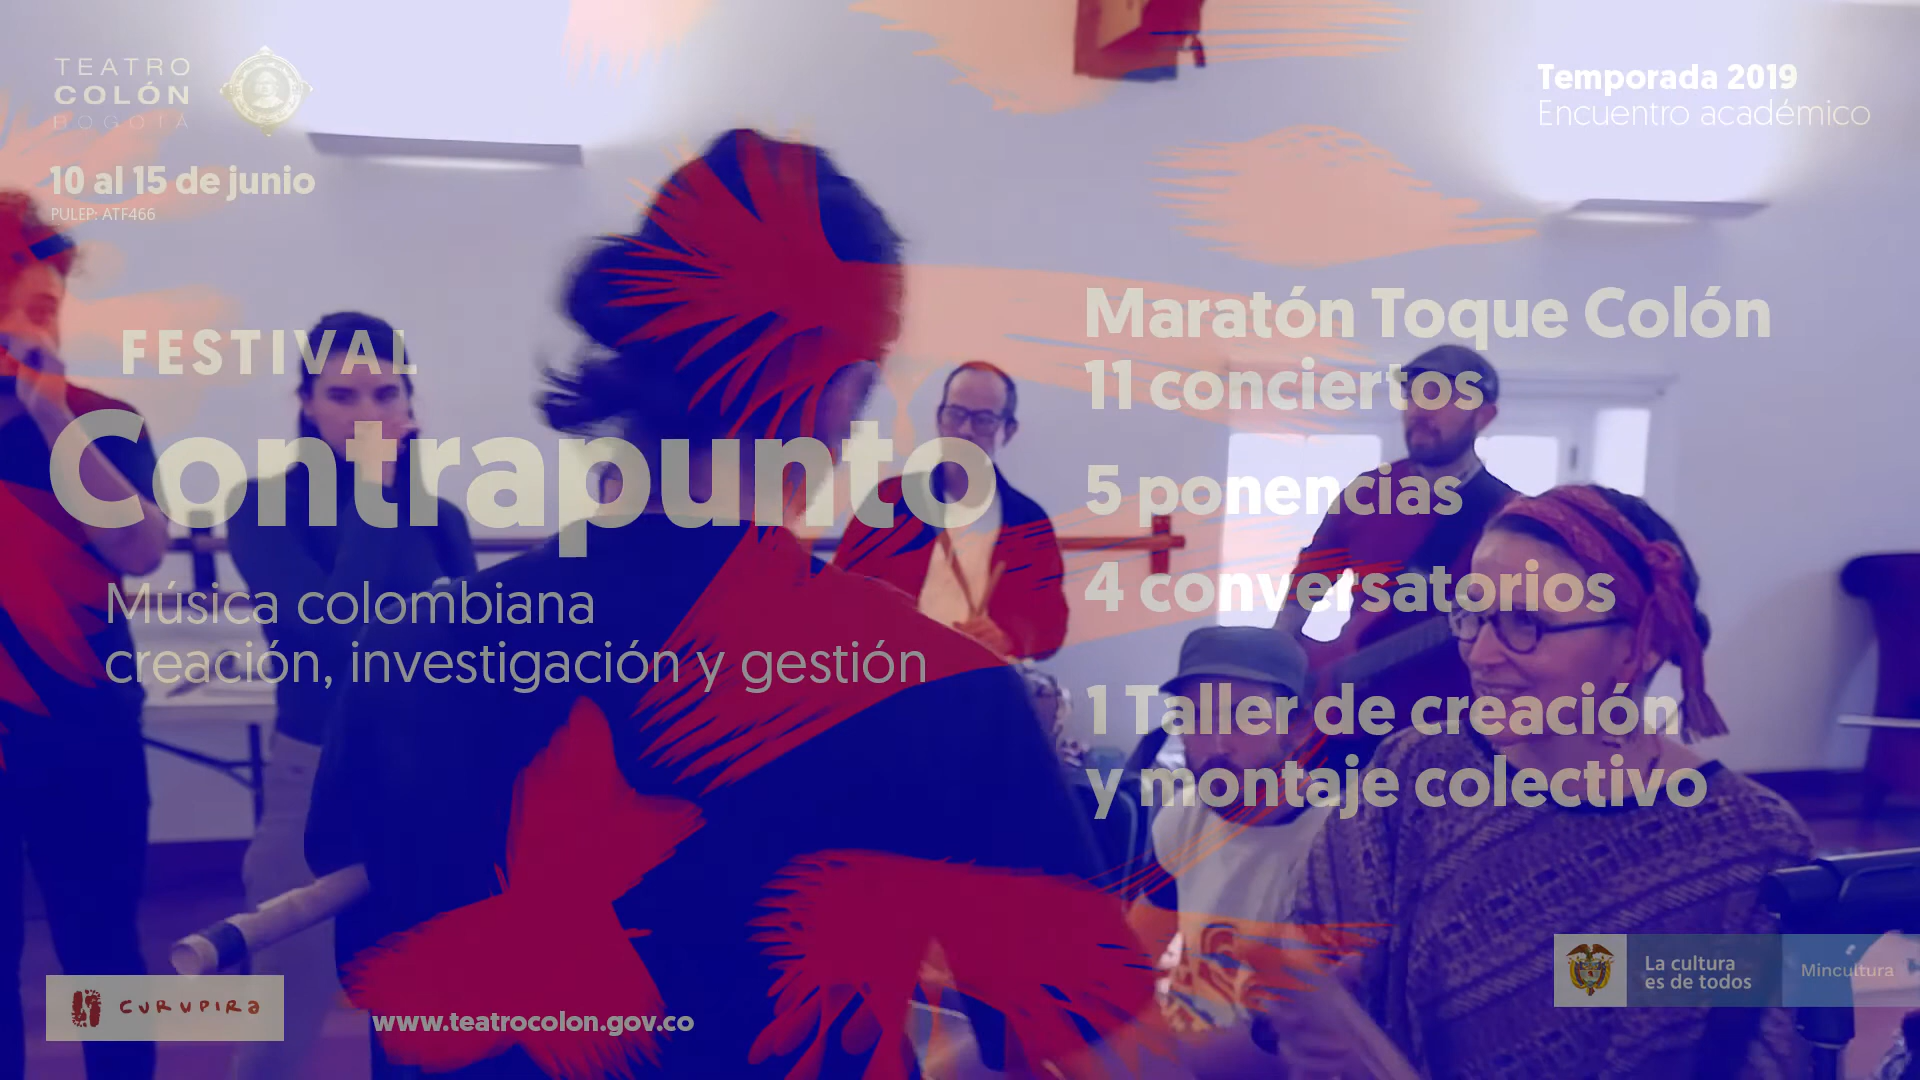 TEATRO
COLÓN
BOGOTÁ
10 al 15 de junio
PULEP: ATF466
Temporada 2019
Encuentro académico
FESTIVAL
Contrapunto
Música colombiana
creación, investigación y gestión
Maratón Toque Colón
11 conciertos
5 ponencias
4 conversatorios
1 Taller de creación
y montaje colectivo
CURUPIRA
www.teatrocolon.gov.co
La cultura
es de todos
Mincultura